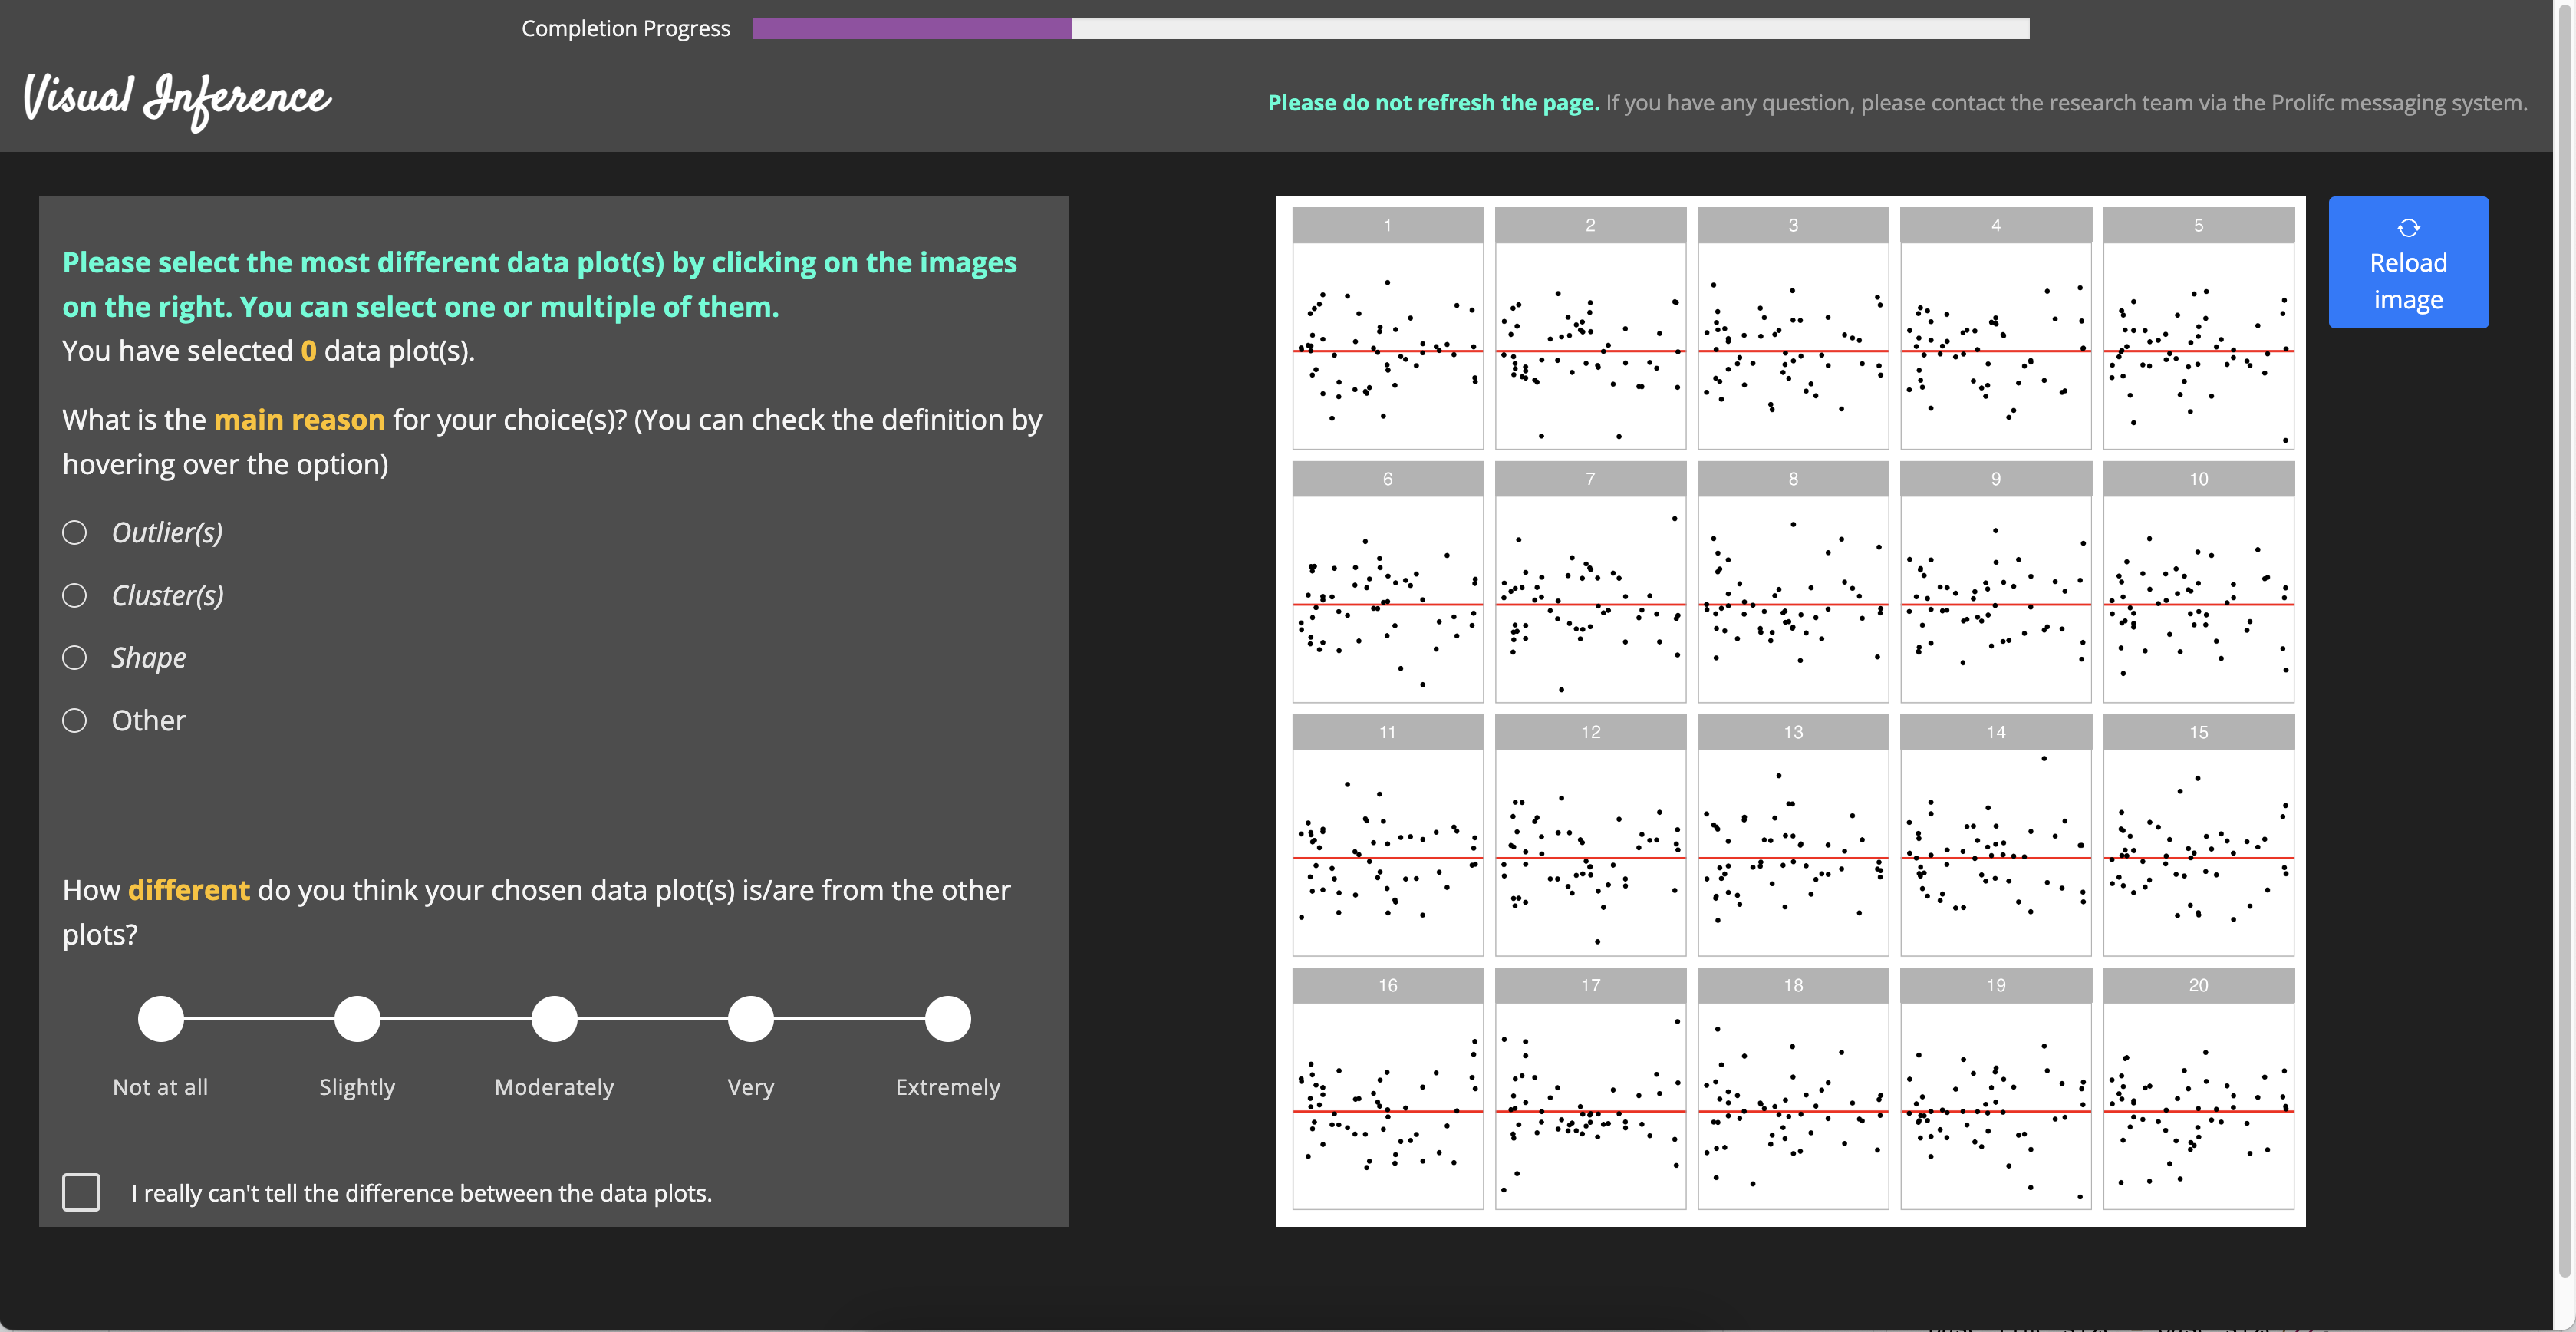 Completion Progress
Visual Inference
Please do not refresh the page. If you have any question, please contact the research team via the Prolifc messaging system.
Please select the most different data plot(s) by clicking on the images
on the right. You can select one or multiple of them.
You have selected 0 data plot(s).
What is the main reason for your choice(s)? (You can check the definition by
hovering over the option)
Outlier(s)
Cluster(s)
Shape
Other
How different do you think your chosen data plot(s) is/are from the other
plots?
Not at all Slightly Moderately Very Extremely
I really can't tell the difference between the data plots.
1 2 3 4 5
6 7 8 9 10
11 12 13 14 15
16 17 18 19 20
Reload
image